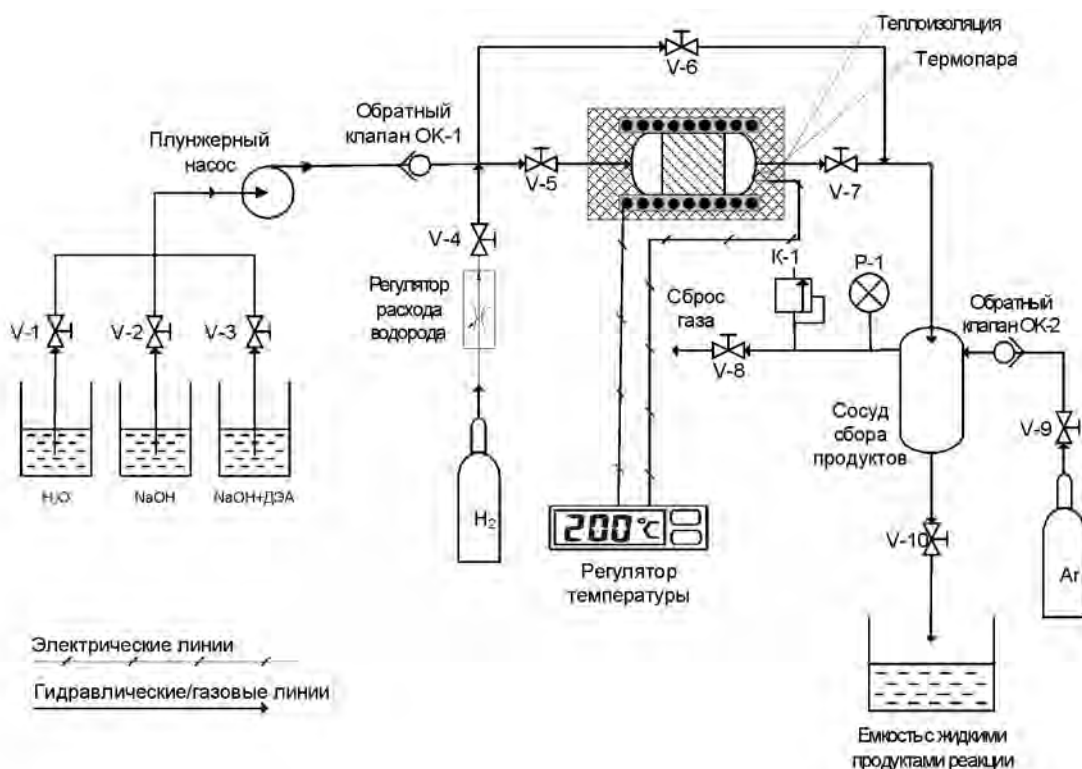 Теплоизоляция
Термопара
V-6
Обратный
клапан ОК-1
Плунжерный
насос
V-5
V-7
V-4
Регулятор
расхода
водорода
К-1
Р-1
Сброс
газа
Обратный
клапан ОК-2
V-1
V-2
V-3
V-8
Сосуд
сбора
продуктов
V-9
H₂O
NaOH
NaOH+ДЭА
H₂
200 °C
V-10
Ar
Регулятор
температуры
Электрические линии
Гидравлические/газовые линии
Емкость с жидкими
продуктами реакции